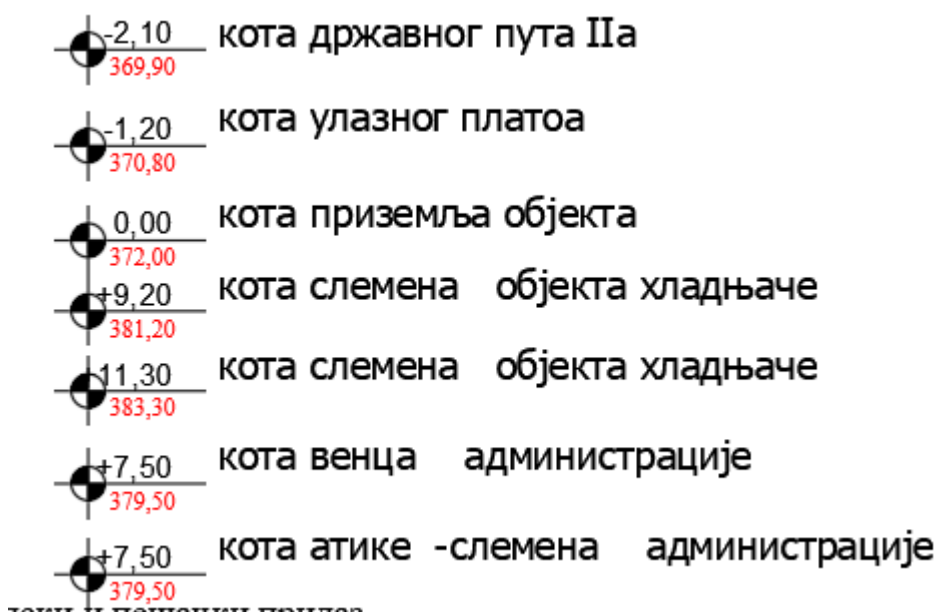 -2,10 кота државног пута IIа
369,90
-1,20 кота улазног платоа
370,80
0,00 кота приземља објекта
372,00
+9,20 кота слемена објекта хладњаче
381,20
11,30 кота слемена објекта хладњаче
383,30
+7,50 кота венца администрације
379,50
+7,50 кота атике -слемена администрације
379,50